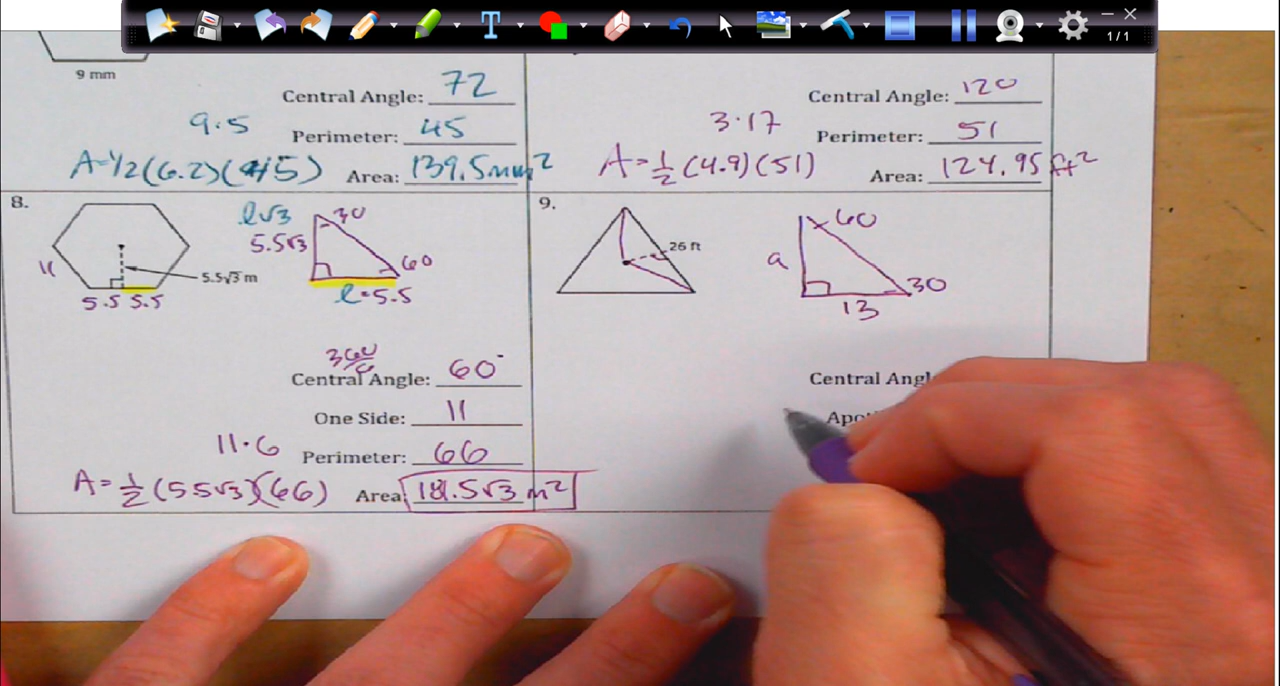 T
1/1
9 mm
Central Angle: 72
9.5
Perimeter: 45
A=1/2(6.2)(45) Area: 139.5mm2
Central Angle: 120
3.17
Perimeter: 51
A=1/2(4.9)(51) Area: 124.95 ft2
8.
11
5.5 5.5
5.5√3 m
l√3
30
5.5√3
60
l=5.5
360/6
Central Angle: 60°
One Side: 11
11.6
Perimeter: 66
A=1/2(5.5√3)(66) Area 181.5√3 m2
9.
26 ft
60
a
30
13
Central Angl
Apot